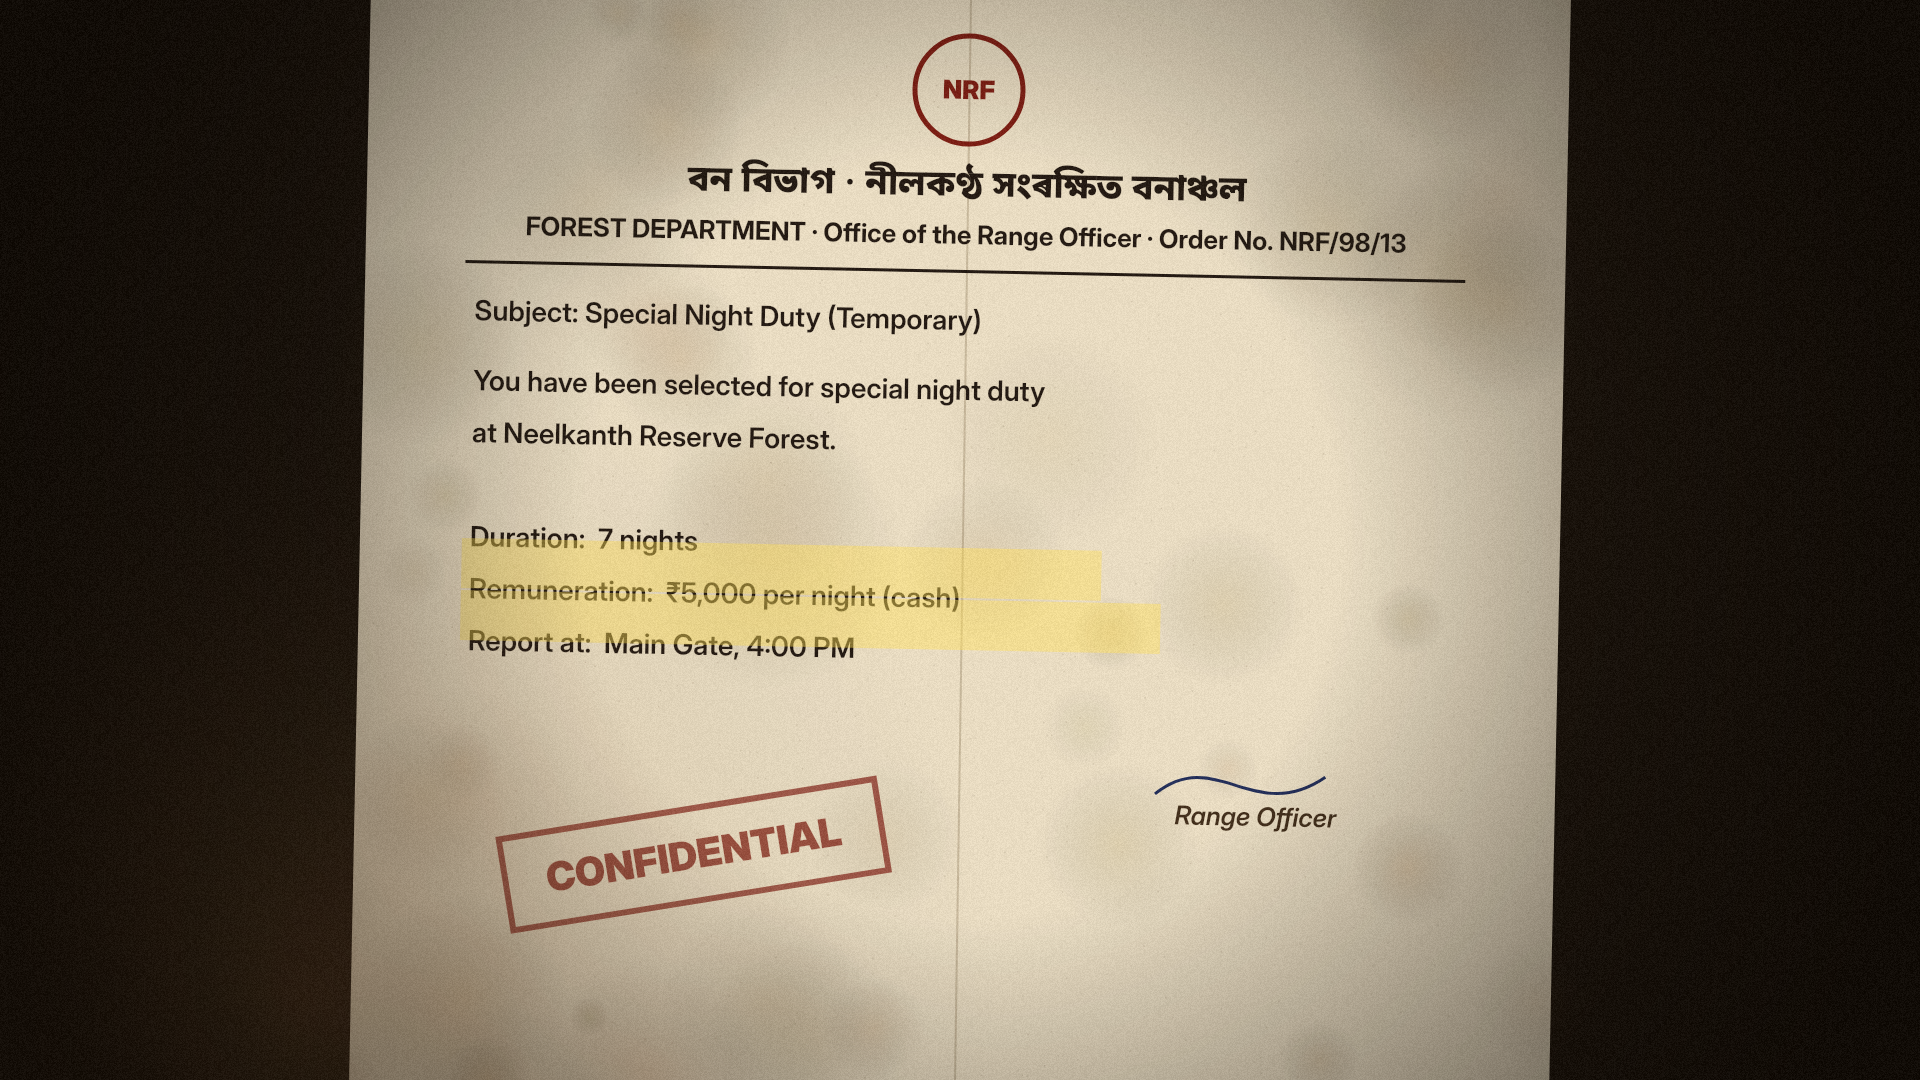 NRF
বন বিভাগ · নীলকণ্ঠ সংৰক্ষিত বনাঞ্চল
FOREST DEPARTMENT · Office of the Range Officer · Order No. NRF/98/13
Subject: Special Night Duty (Temporary)
You have been selected for special night duty
at Neelkanth Reserve Forest.
Duration: 7 nights
Remuneration: ₹5,000 per night (cash)
Report at: Main Gate, 4:00 PM
Range Officer
CONFIDENTIAL